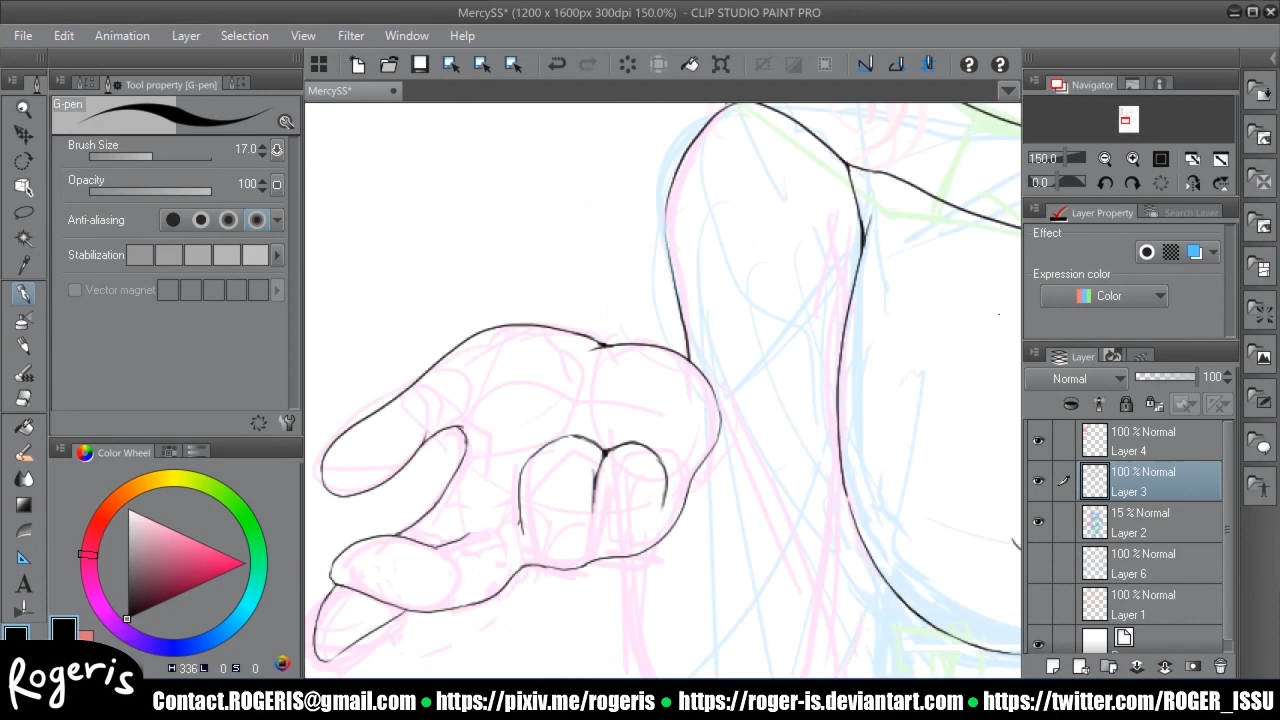 MercySS* (1200 x 1600px 300dpi 150.0%) - CLIP STUDIO PAINT PRO
File Edit Animation Layer Selection View Filter Window Help
Tool property [G-pen]
G-pen
Brush Size 17.0
Opacity 100
Anti-aliasing
Stabilization
Vector magnet
Color Wheel
H 336 L 0 S 0
MercySS*
Navigator
150.0
0.0
Layer Property Search Layer
Effect
Expression color
Color
Layer
Normal 100
100 % Normal
Layer 4
100 % Normal
Layer 3
15 % Normal
Layer 2
100 % Normal
Layer 6
100 % Normal
Layer 1
Rogeris
Contact.ROGERIS@gmail.com ● https://pixiv.me/rogeris ● https://roger-is.deviantart.com ● https://twitter.com/ROGER_ISSU